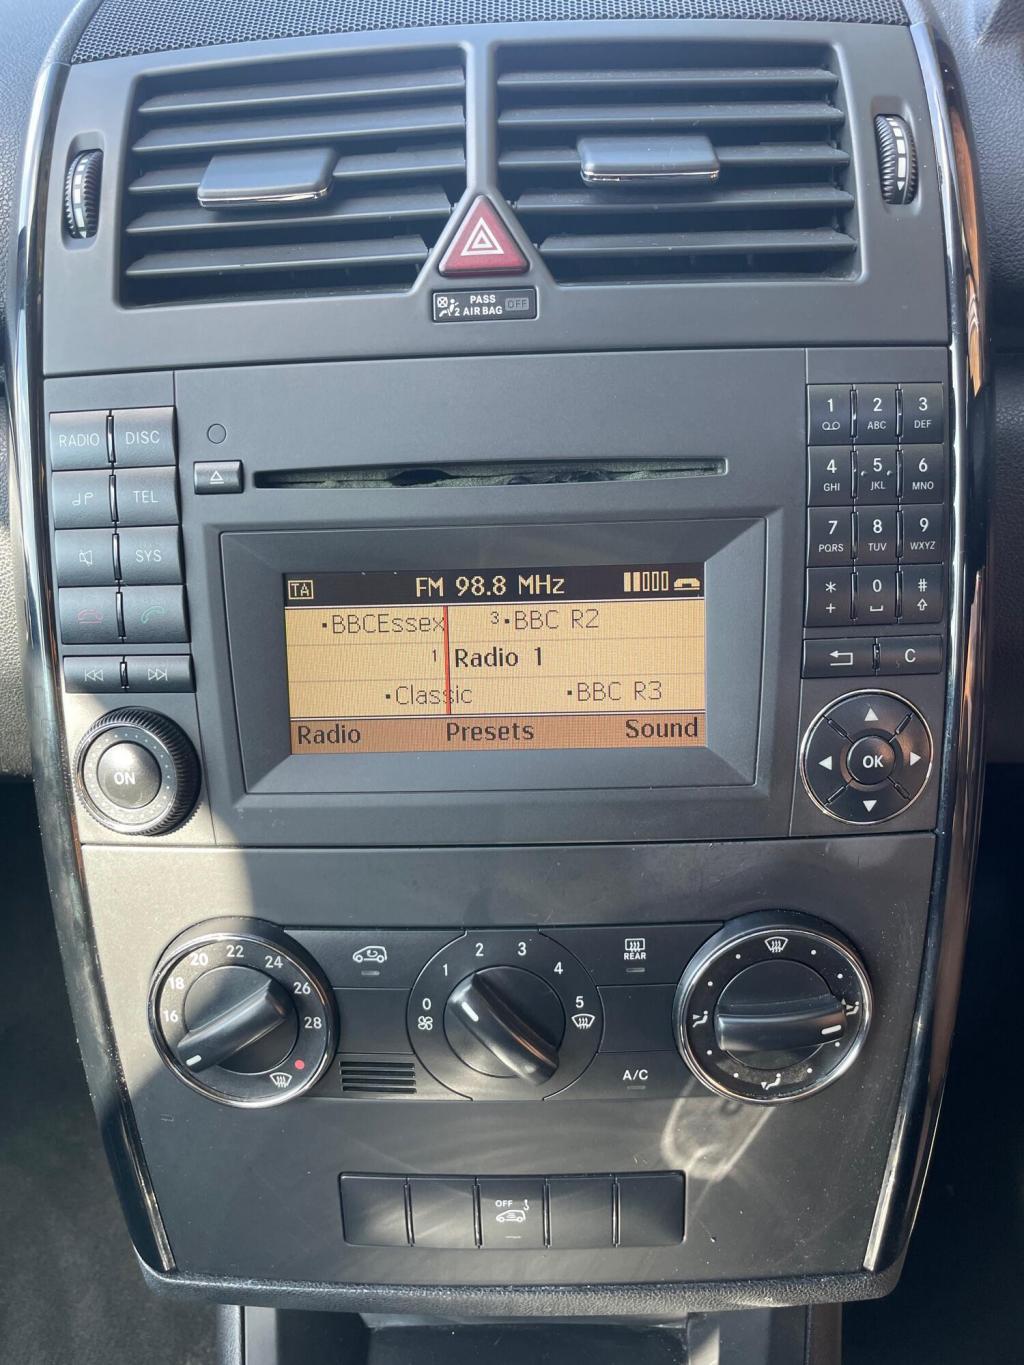 PASS
2 AIR BAG OFF
RADIO DISC
TEL
SYS
ON
TA FM 98.8 MHz
BBCEssex 3 BBC R2
1 Radio 1
Classic BBC R3
Radio Presets Sound
1 2 3
ABC DEF
4 5 6
GHI JKL MNO
7 8 9
PQRS TUV WXYZ
* 0 #
+
C
OK
16 18 20 22 24 26 28
0 1 2 3 4 5
REAR
A/C
OFF